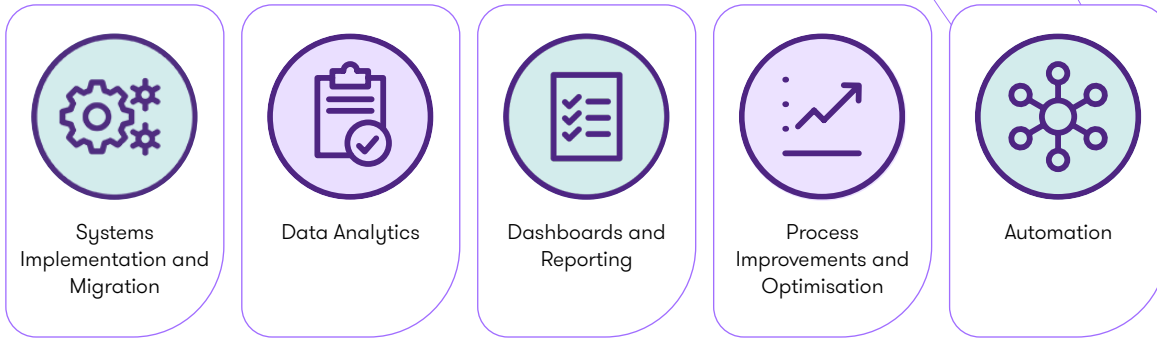 Systems
Implementation and
Migration
Data Analytics
Dashboards and
Reporting
Process
Improvements and
Optimisation
Automation